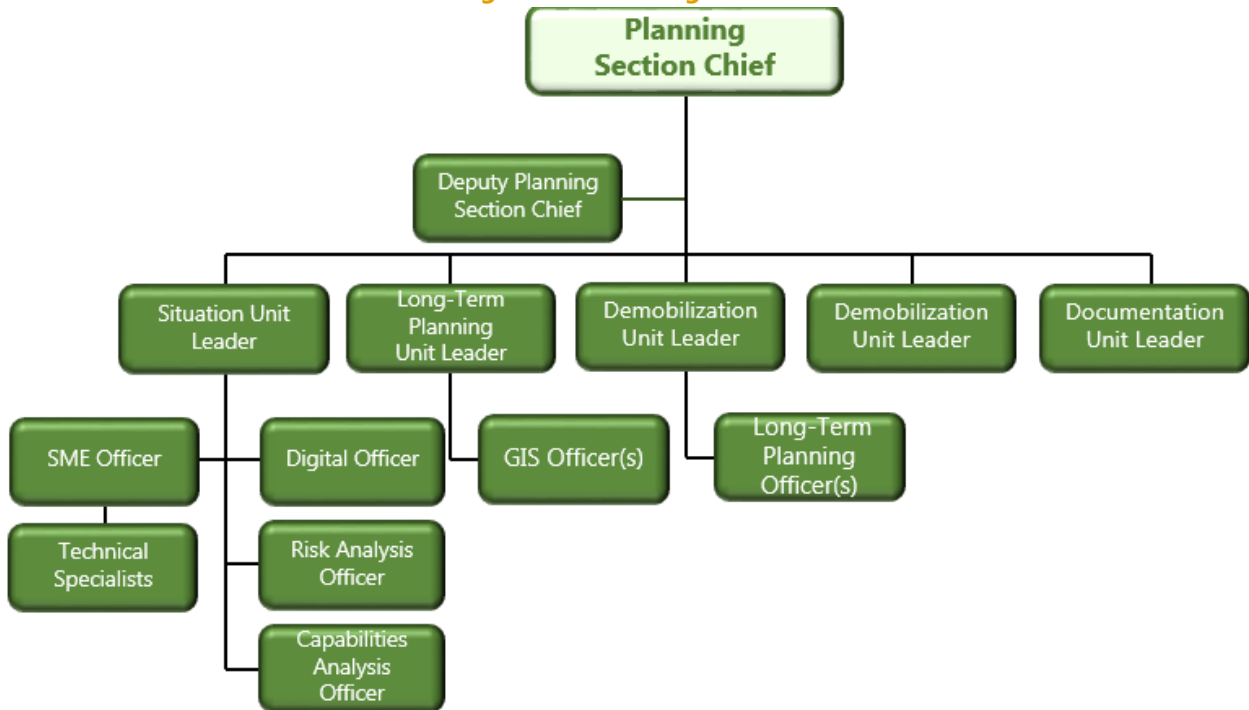 Planning
Section Chief
Deputy Planning
Section Chief
Situation Unit
Leader
Long-Term
Planning
Unit Leader
Demobilization
Unit Leader
Demobilization
Unit Leader
Documentation
Unit Leader
SME Officer
Digital Officer
GIS Officer(s)
Long-Term
Planning
Officer(s)
Technical
Specialists
Risk Analysis
Officer
Capabilities
Analysis
Officer